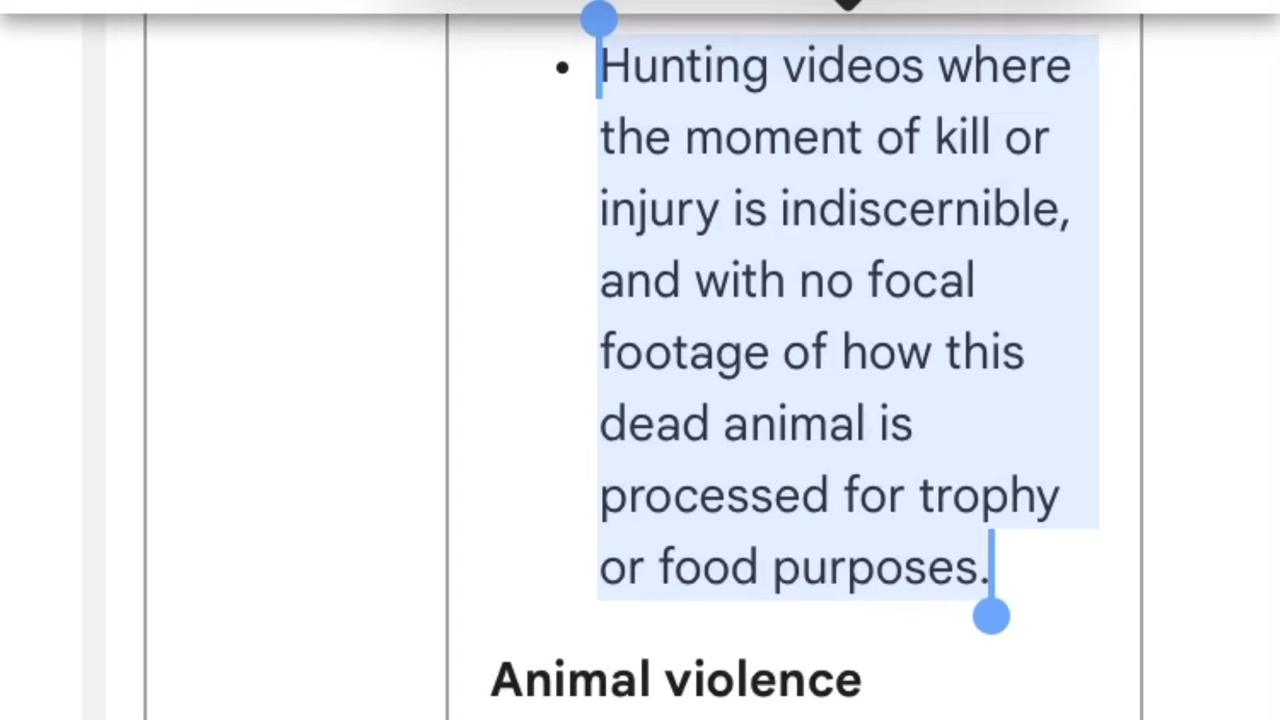 • Hunting videos where
the moment of kill or
injury is indiscernible,
and with no focal
footage of how this
dead animal is
processed for trophy
or food purposes.
Animal violence